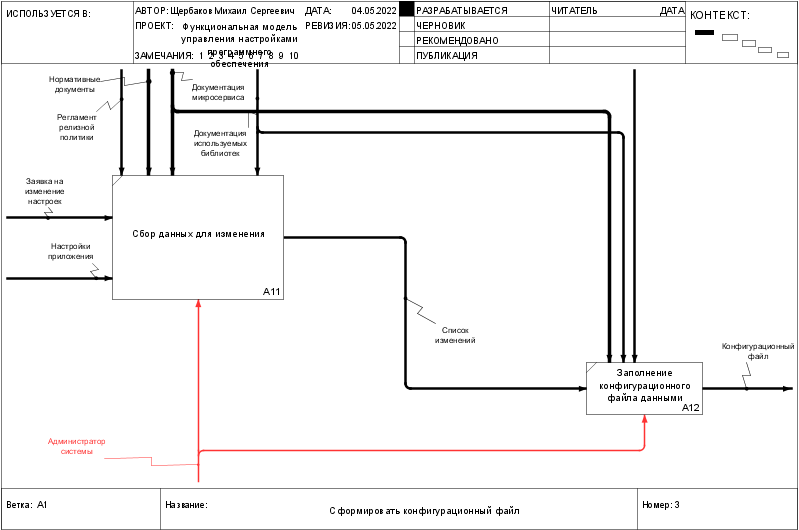 ИСПОЛЬЗУЕТСЯ В:
АВТОР: Щербаков Михаил Сергеевич
ДАТА: 04.05.2022
ПРОЕКТ: Функциональная модель
управления настройками
программного
обеспечения
РЕВИЗИЯ: 05.05.2022
ЗАМЕЧАНИЯ: 1 2 3 4 5 6 7 8 9 10
РАЗРАБАТЫВАЕТСЯ
ЧЕРНОВИК
РЕКОМЕНДОВАНО
ПУБЛИКАЦИЯ
ЧИТАТЕЛЬ
ДАТА
КОНТЕКСТ:
Нормативные
документы
Документация
микросервиса
Регламент
релизной
политики
Документация
используемых
библиотек
Заявка на
изменение
настроек
Сбор данных для изменения
A11
Настройки
приложения
Список
изменений
Конфигурационный
файл
Заполнение
конфигурационного
файла данными
A12
Администратор
системы
Ветка: A1
Название:
Сформировать конфигурационный файл
Номер: 3